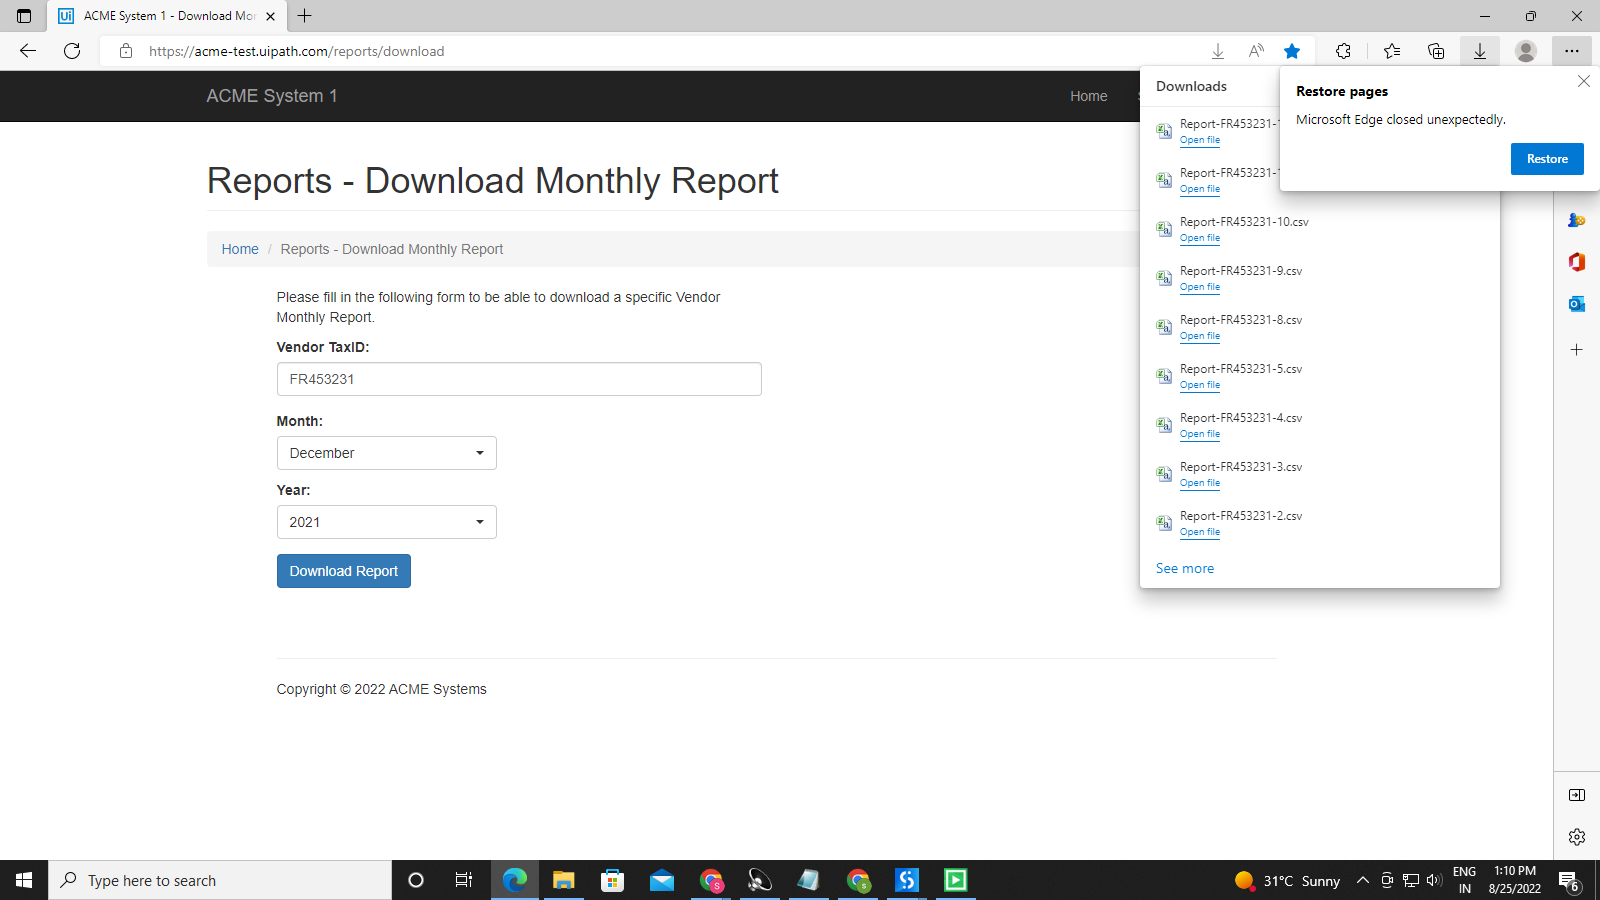 ACME System 1 - Download Mo
https://acme-test.uipath.com/reports/download
ACME System 1
Home
Reports - Download Monthly Report
Home / Reports - Download Monthly Report
Please fill in the following form to be able to download a specific Vendor
Monthly Report.
Vendor TaxID:
FR453231
Month:
December
Year:
2021
Download Report
Copyright © 2022 ACME Systems
Downloads
Report-FR453231-1
Open file
Report-FR453231-1
Open file
Report-FR453231-10.csv
Open file
Report-FR453231-9.csv
Open file
Report-FR453231-8.csv
Open file
Report-FR453231-5.csv
Open file
Report-FR453231-4.csv
Open file
Report-FR453231-3.csv
Open file
Report-FR453231-2.csv
Open file
See more
Restore pages
Microsoft Edge closed unexpectedly.
Restore
Type here to search
31°C Sunny
ENG
IN
1:10 PM
8/25/2022
6